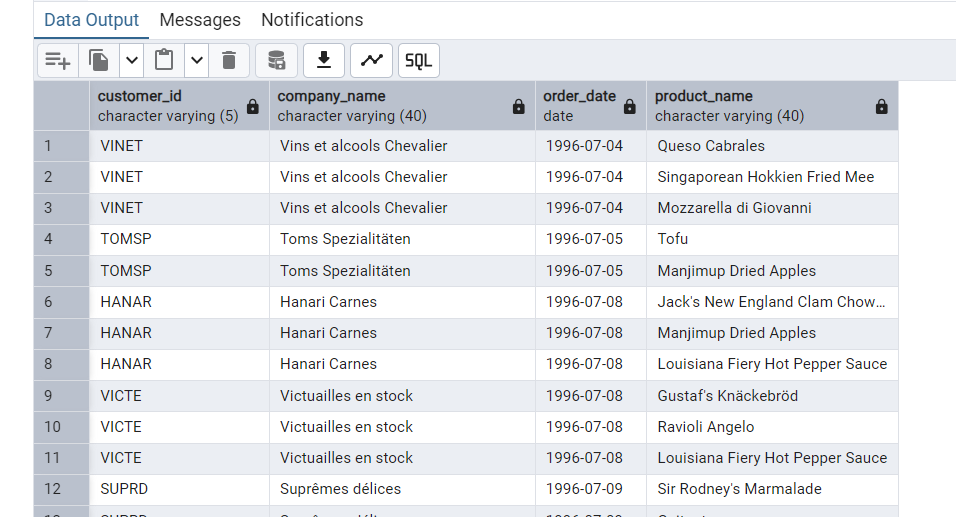 Data Output Messages Notifications
SQL
customer_id company_name order_date product_name
character varying (5) character varying (40) date character varying (40)
1 VINET Vins et alcools Chevalier 1996-07-04 Queso Cabrales
2 VINET Vins et alcools Chevalier 1996-07-04 Singaporean Hokkien Fried Mee
3 VINET Vins et alcools Chevalier 1996-07-04 Mozzarella di Giovanni
4 TOMSP Toms Spezialitäten 1996-07-05 Tofu
5 TOMSP Toms Spezialitäten 1996-07-05 Manjimup Dried Apples
6 HANAR Hanari Carnes 1996-07-08 Jack's New England Clam Chow…
7 HANAR Hanari Carnes 1996-07-08 Manjimup Dried Apples
8 HANAR Hanari Carnes 1996-07-08 Louisiana Fiery Hot Pepper Sauce
9 VICTE Victuailles en stock 1996-07-08 Gustaf's Knäckebröd
10 VICTE Victuailles en stock 1996-07-08 Ravioli Angelo
11 VICTE Victuailles en stock 1996-07-08 Louisiana Fiery Hot Pepper Sauce
12 SUPRD Suprêmes délices 1996-07-09 Sir Rodney's Marmalade